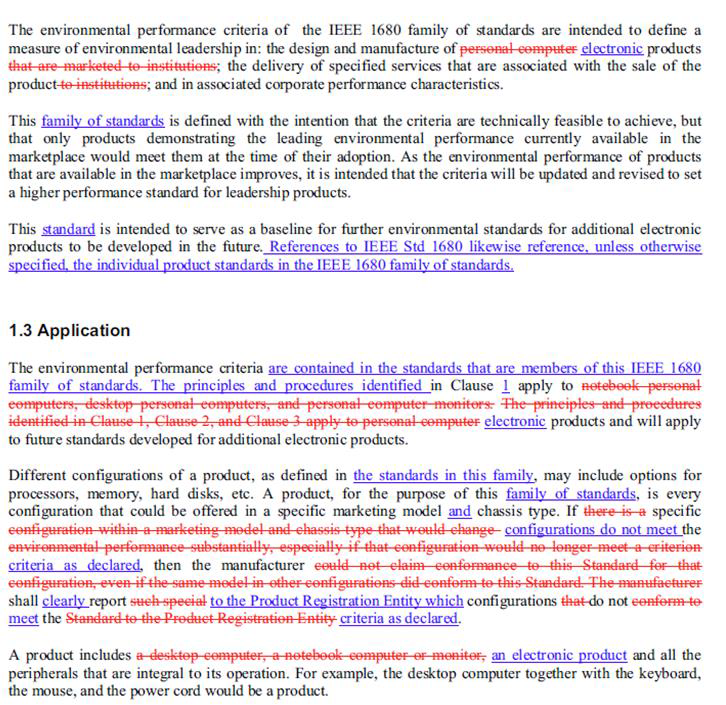 The environmental performance criteria of the IEEE 1680 family of standards are intended to define a
measure of environmental leadership in: the design and manufacture of personal computer electronic products
that are marketed to institutions; the delivery of specified services that are associated with the sale of the
product to institutions; and in associated corporate performance characteristics.
This family of standards is defined with the intention that the criteria are technically feasible to achieve, but
that only products demonstrating the leading environmental performance currently available in the
marketplace would meet them at the time of their adoption. As the environmental performance of products
that are available in the marketplace improves, it is intended that the criteria will be updated and revised to set
a higher performance standard for leadership products.
This standard is intended to serve as a baseline for further environmental standards for additional electronic
products to be developed in the future. References to IEEE Std 1680 likewise reference, unless otherwise
specified, the individual product standards in the IEEE 1680 family of standards.
1.3 Application
The environmental performance criteria are contained in the standards that are members of this IEEE 1680
family of standards. The principles and procedures identified in Clause 1 apply to notebook personal
computers, desktop personal computers, and personal computer monitors. The principles and procedures
identified in Clause 1, Clause 2, and Clause 3 apply to personal computer electronic products and will apply
to future standards developed for additional electronic products.
Different configurations of a product, as defined in the standards in this family, may include options for
processors, memory, hard disks, etc. A product, for the purpose of this family of standards, is every
configuration that could be offered in a specific marketing model and chassis type. If there is a specific
configuration within a marketing model and chassis type that would change configurations do not meet the
environmental performance substantially, especially if that configuration would no longer meet a criterion
criteria as declared, then the manufacturer could not claim conformance to this Standard for that
configuration, even if the same model in other configurations did conform to this Standard. The manufacturer
shall clearly report such special to the Product Registration Entity which configurations that do not conform to
meet the Standard to the Product Registration Entity criteria as declared.
A product includes a desktop computer, a notebook computer or monitor, an electronic product and all the
peripherals that are integral to its operation. For example, the desktop computer together with the keyboard,
the mouse, and the power cord would be a product.